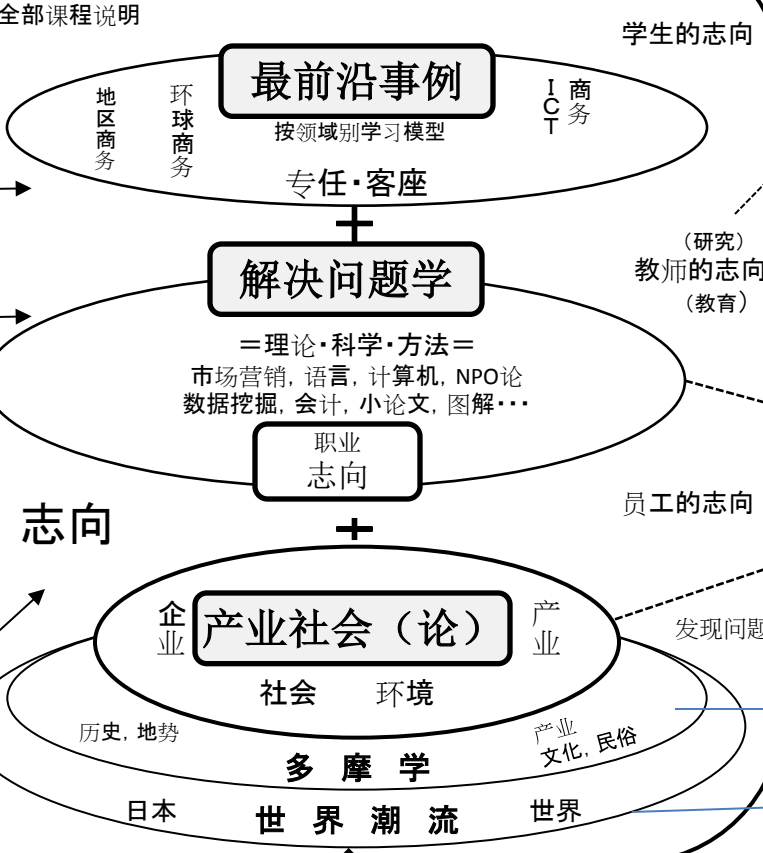 全部课程说明
学生的志向
最前沿事例
地区商务
环球商务
按领域别学习模型
ICT
商务
专任・客座
＋
（研究）
教师的志向
（教育）
解决问题学
＝理论・科学・方法＝
市场营销, 语言, 计算机, NPO论
数据挖掘, 会计, 小论文, 图解・・・
职业
志向
志向
员工的志向
＋
企业
产业社会（论）
产业
发现问题
社会 环境
历史, 地势
产业
文化, 民俗
多摩学
日本
世界潮流
世界